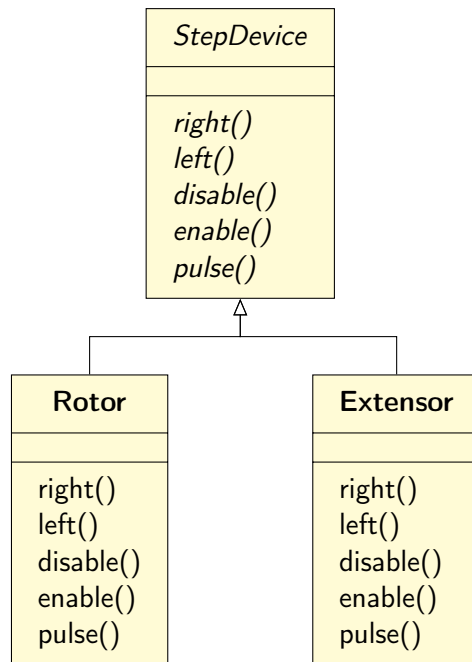 StepDevice
right()
left()
disable()
enable()
pulse()
Rotor
right()
left()
disable()
enable()
pulse()
Extensor
right()
left()
disable()
enable()
pulse()